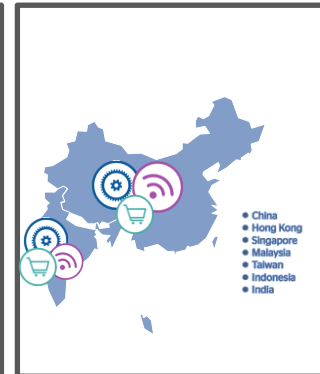 China
Hong Kong
Singapore
Malaysia
Taiwan
Indonesia
India